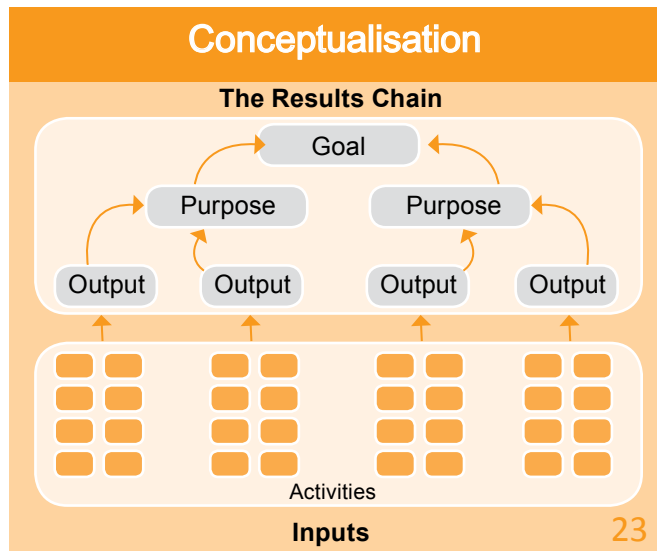 Conceptualisation
The Results Chain
Goal
Purpose Purpose
Output Output Output Output
Activities
Inputs
23